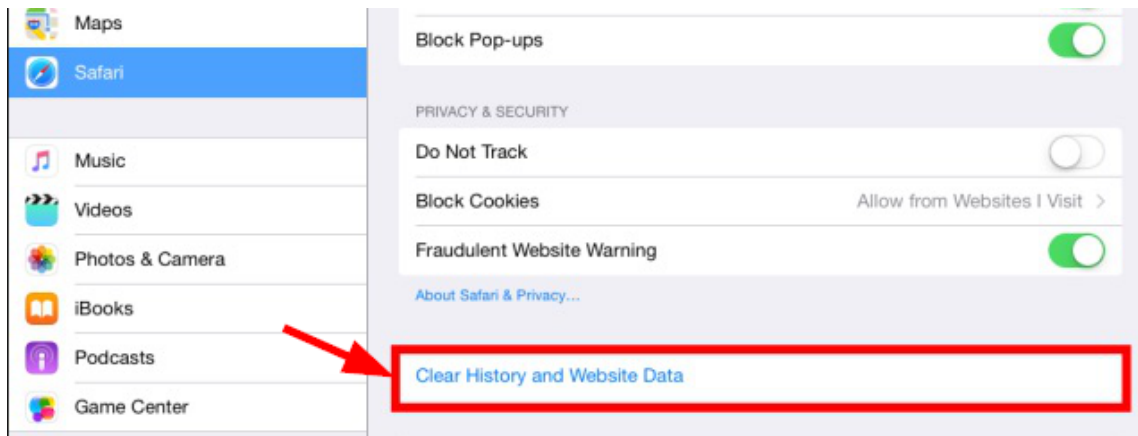 Maps
Safari
Music
Videos
Photos & Camera
iBooks
Podcasts
Game Center
Block Pop-ups
PRIVACY & SECURITY
Do Not Track
Block Cookies Allow from Websites I Visit >
Fraudulent Website Warning
About Safari & Privacy...
Clear History and Website Data